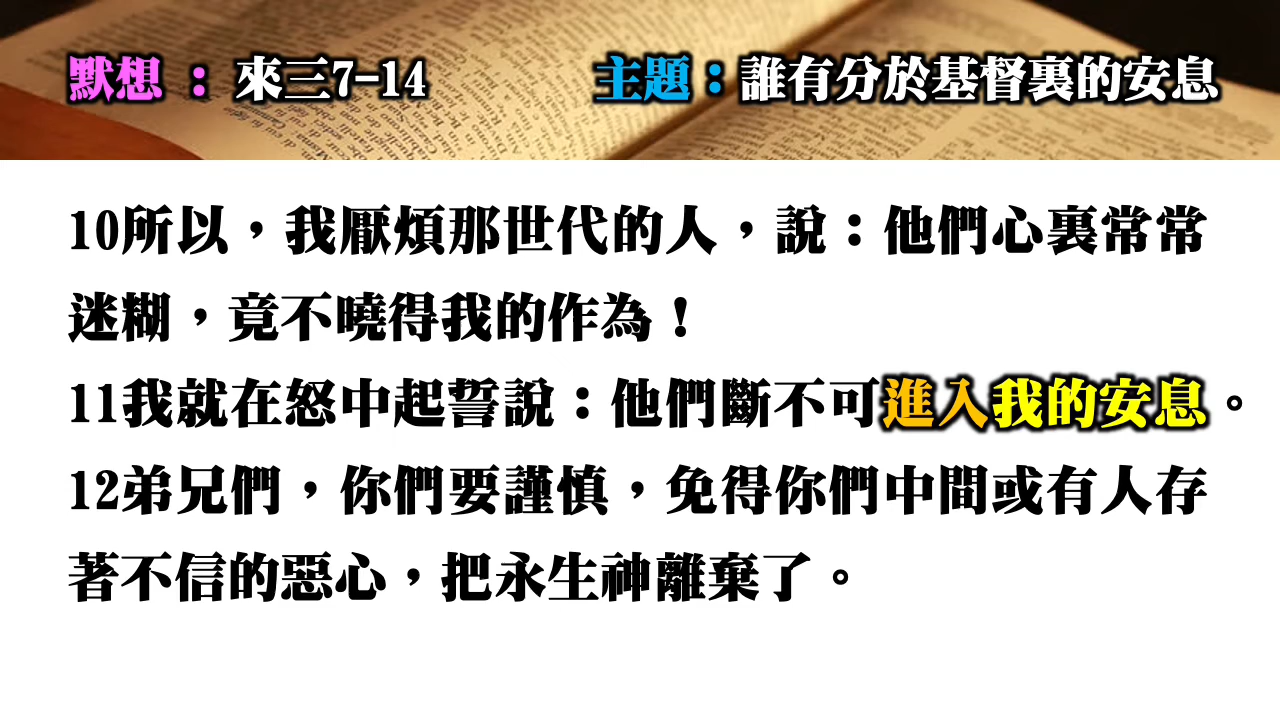 默想 : 來三7-14 主題：誰有分於基督裏的安息
10所以，我厭煩那世代的人，說：他們心裏常常
迷糊，竟不曉得我的作為！
11我就在怒中起誓說：他們斷不可進入我的安息。
12弟兄們，你們要謹慎，免得你們中間或有人存
著不信的惡心，把永生神離棄了。